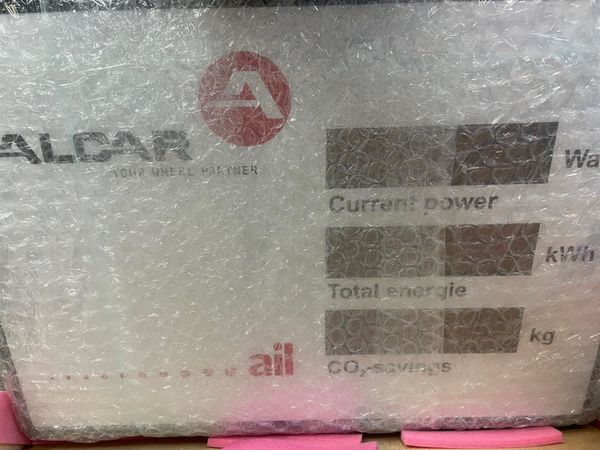 ALCAR
YOUR WHEEL PARTNER
Wa
Current power
kWh
Total energie
kg
CO₂-savings
ail